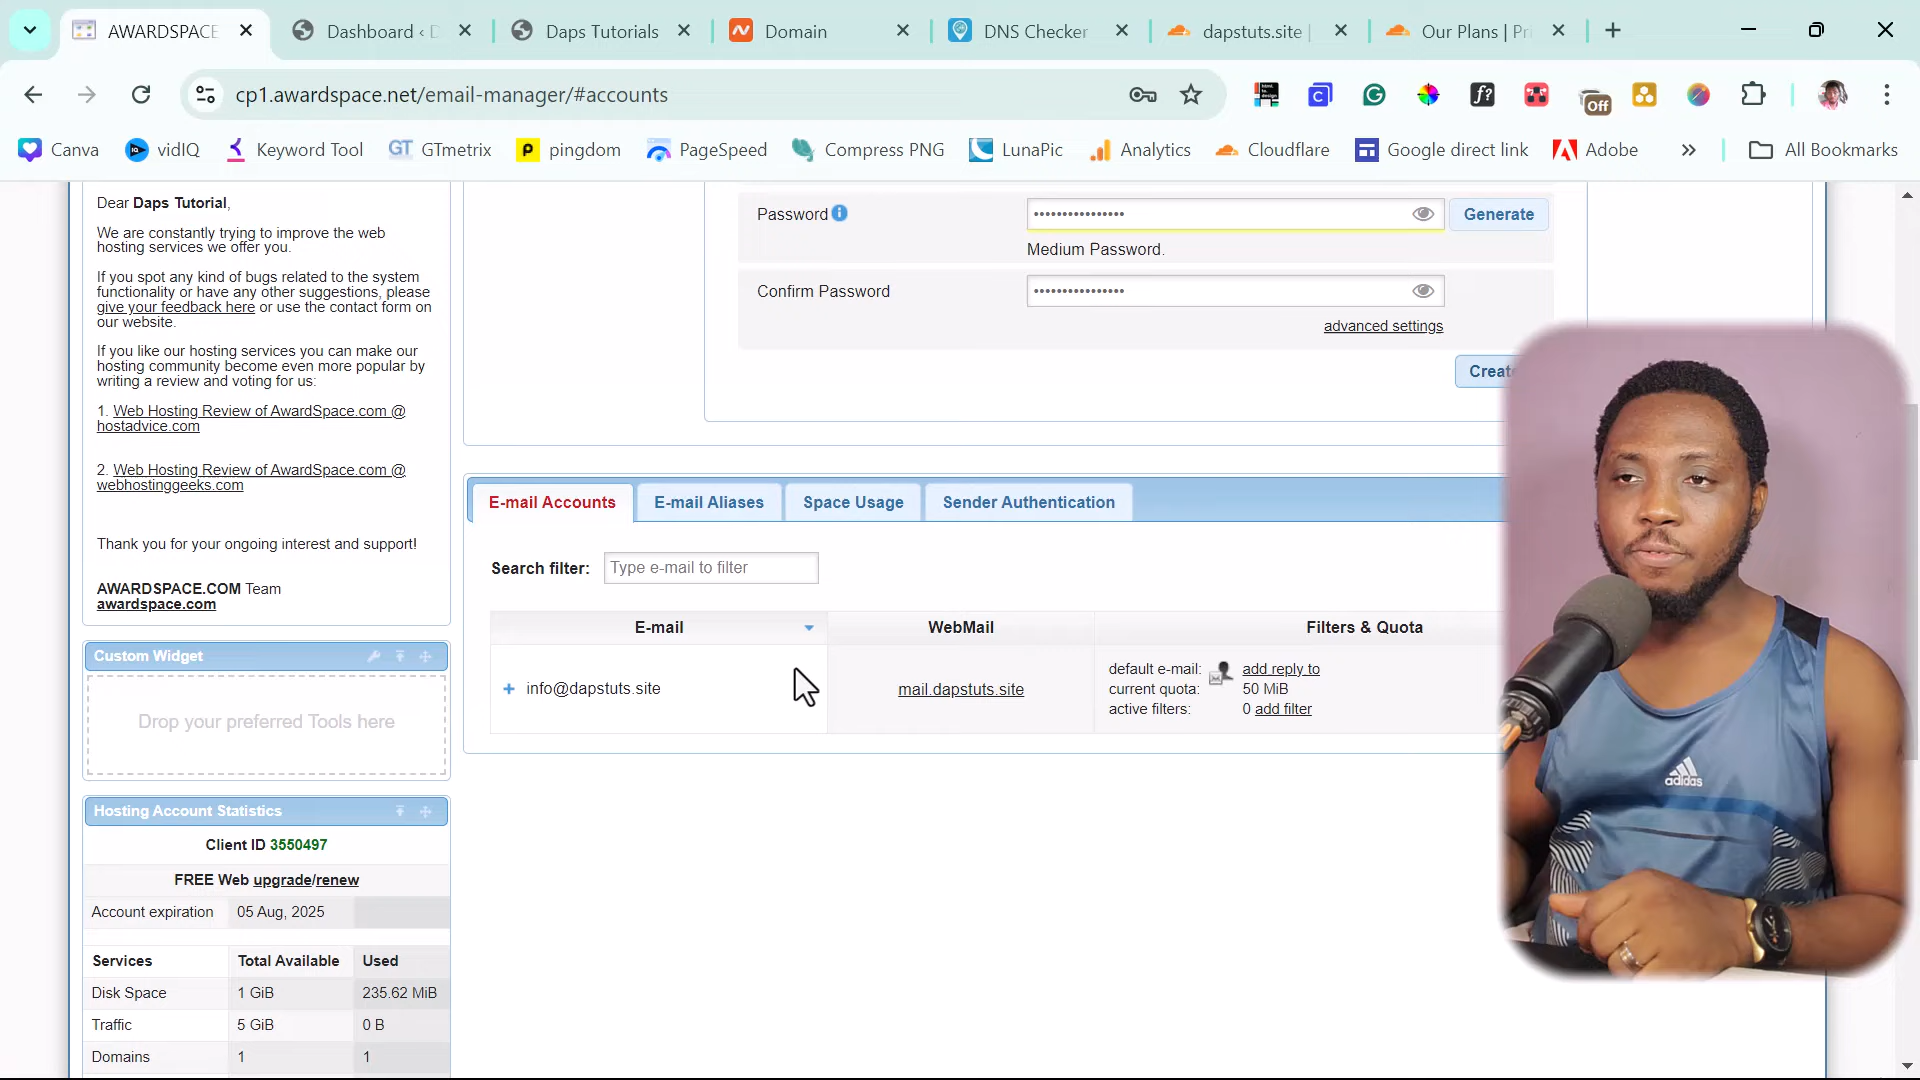 AWARDSPACE
Dashboard ‹ D
Daps Tutorials
Domain
DNS Checker
dapstuts.site |
Our Plans | Pri
cp1.awardspace.net/email-manager/#accounts
Off
Canva
vidIQ
Keyword Tool
GTmetrix
pingdom
PageSpeed
Compress PNG
LunaPic
Analytics
Cloudflare
Google direct link
Adobe
All Bookmarks
Dear Daps Tutorial,
We are constantly trying to improve the web
hosting services we offer you.
If you spot any kind of bugs related to the system
functionality or have any other suggestions, please
give your feedback here or use the contact form on
our website.
If you like our hosting services you can make our
hosting community become even more popular by
writing a review and voting for us:
1. Web Hosting Review of AwardSpace.com @
hostadvice.com
2. Web Hosting Review of AwardSpace.com @
webhostinggeeks.com
Thank you for your ongoing interest and support!
AWARDSPACE.COM Team
awardspace.com
Custom Widget
Drop your preferred Tools here
Hosting Account Statistics
Client ID 3550497
FREE Web upgrade/renew
Account expiration 05 Aug, 2025
Services Total Available Used
Disk Space 1 GiB 235.62 MiB
Traffic 5 GiB 0 B
Domains 1 1
Password
Generate
Medium Password.
Confirm Password
advanced settings
Create
E-mail Accounts
E-mail Aliases
Space Usage
Sender Authentication
Search filter: Type e-mail to filter
E-mail WebMail Filters & Quota
+ info@dapstuts.site
mail.dapstuts.site
default e-mail: add reply to
current quota: 50 MiB
active filters: 0 add filter
adidas